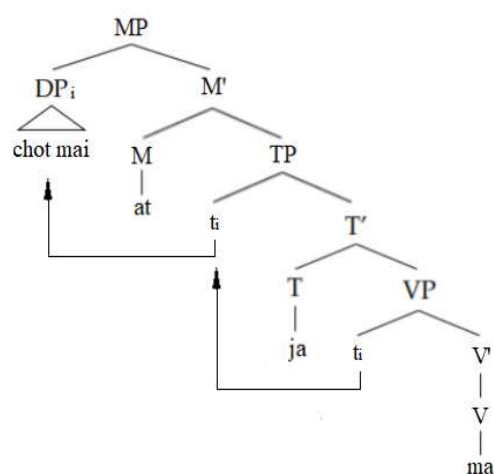 MP
DPi M'
chot mai M TP
at ti T′
T VP
ja ti V'
V
ma